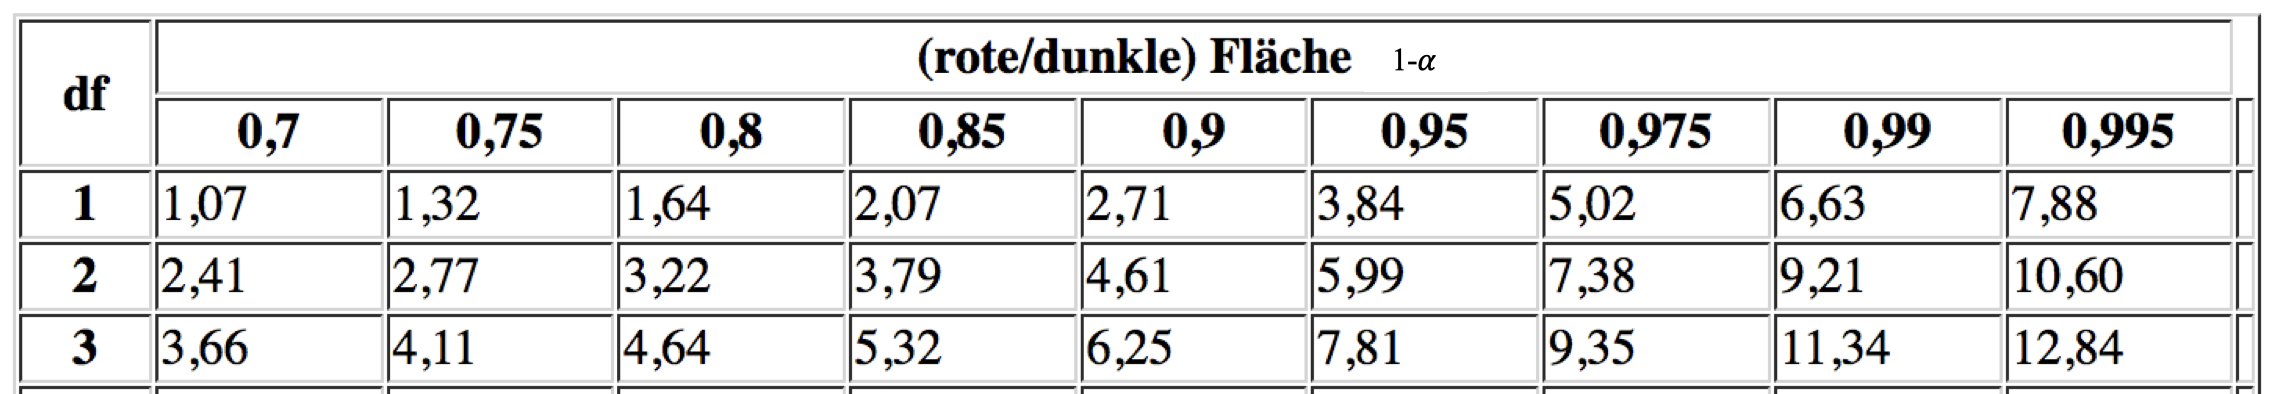 df
(rote/dunkle) Fläche 1-α
0,7 0,75 0,8 0,85 0,9 0,95 0,975 0,99 0,995
1 1,07 1,32 1,64 2,07 2,71 3,84 5,02 6,63 7,88
2 2,41 2,77 3,22 3,79 4,61 5,99 7,38 9,21 10,60
3 3,66 4,11 4,64 5,32 6,25 7,81 9,35 11,34 12,84